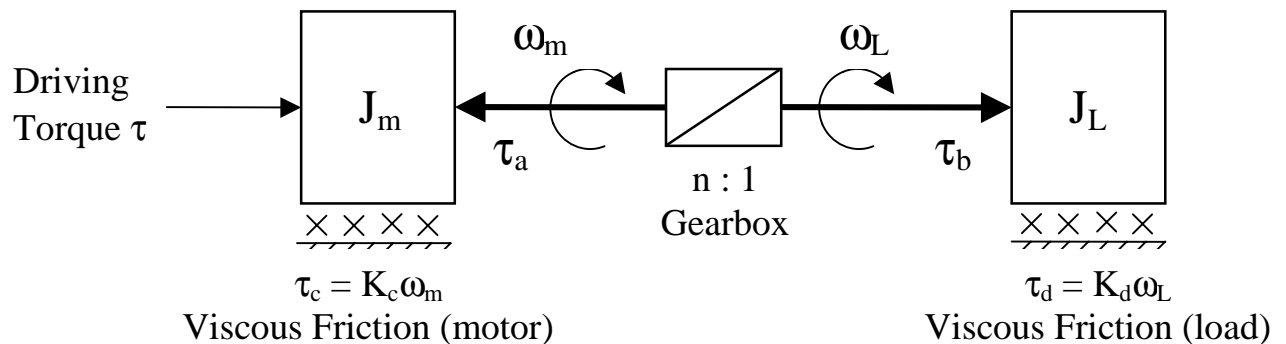 ω_m
ω_L
Driving
Torque τ
J_m
J_L
τ_a
τ_b
n : 1
Gearbox
τ_c = K_cω_m
Viscous Friction (motor)
τ_d = K_dω_L
Viscous Friction (load)